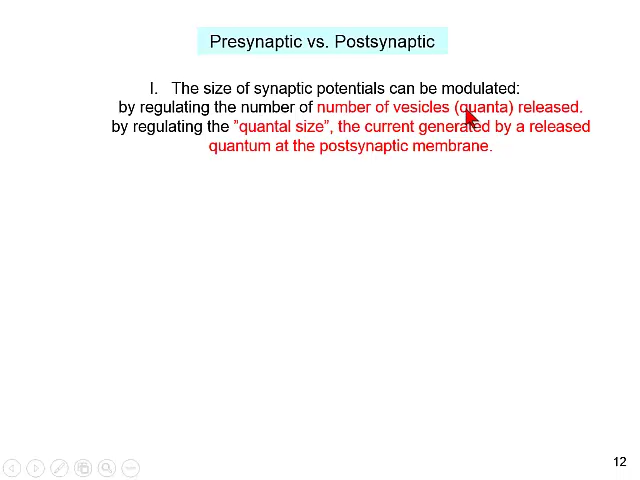 Presynaptic vs. Postsynaptic
I. The size of synaptic potentials can be modulated:
by regulating the number of number of vesicles (quanta) released.
by regulating the ”quantal size”, the current generated by a released
quantum at the postsynaptic membrane.
12